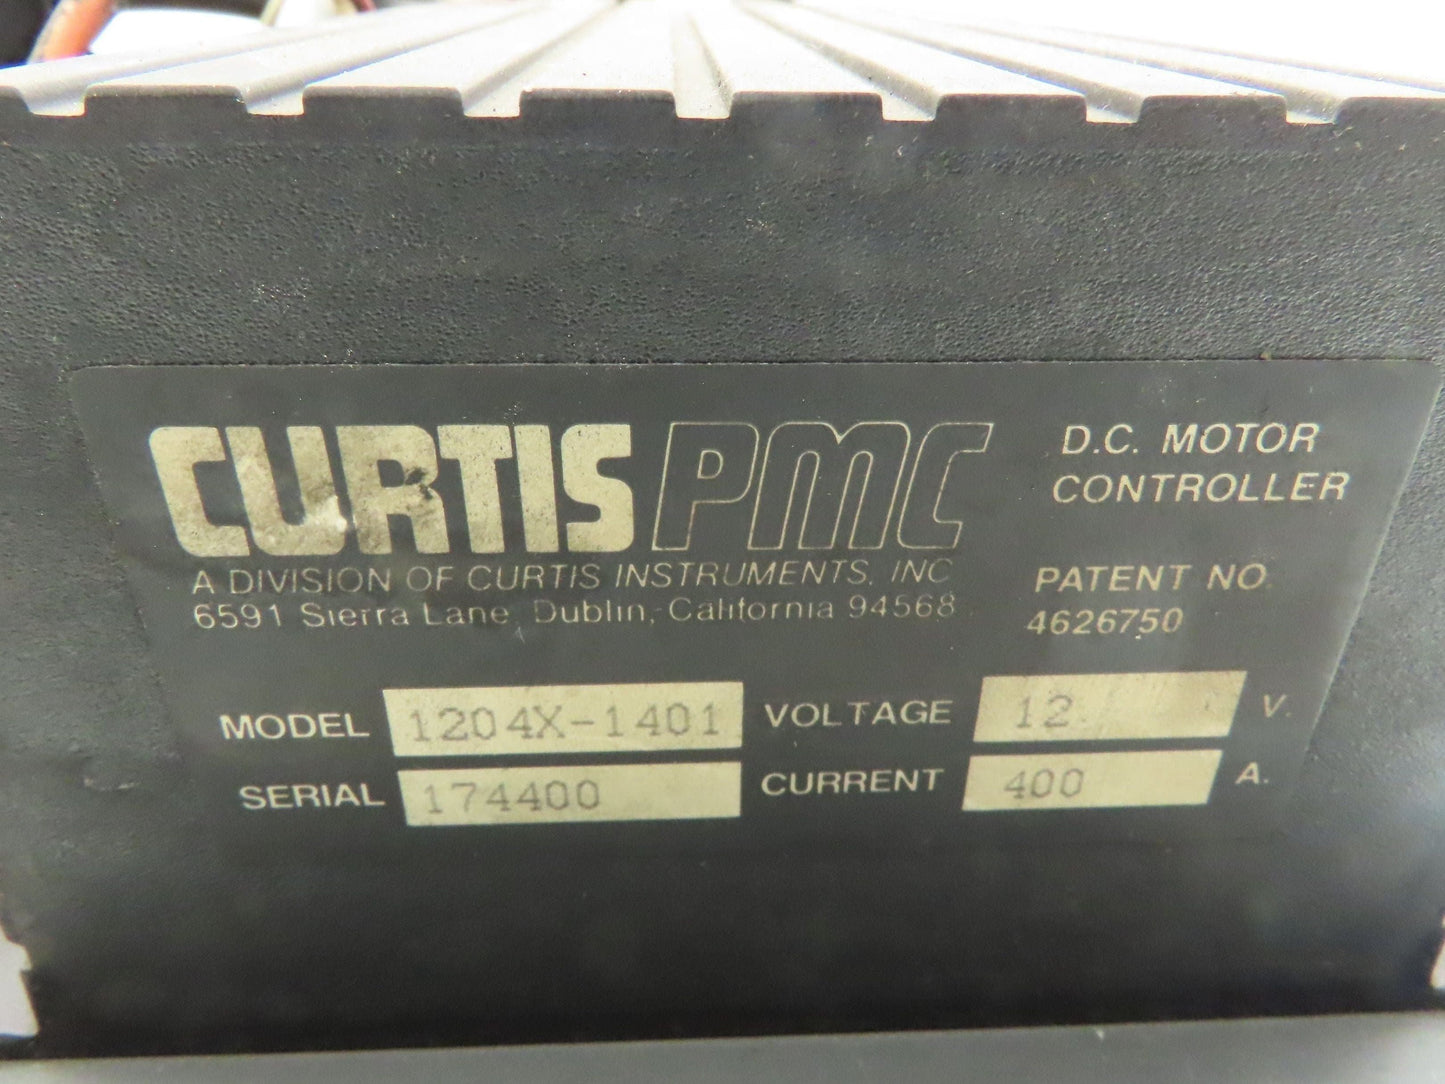 CURTIS PMC
A DIVISION OF CURTIS INSTRUMENTS, INC
6591 Sierra Lane, Dublin, California 94568
D.C. MOTOR
CONTROLLER
PATENT NO.
4626750
MODEL 1204X-1401 VOLTAGE 12 V.
SERIAL 174400 CURRENT 400 A.